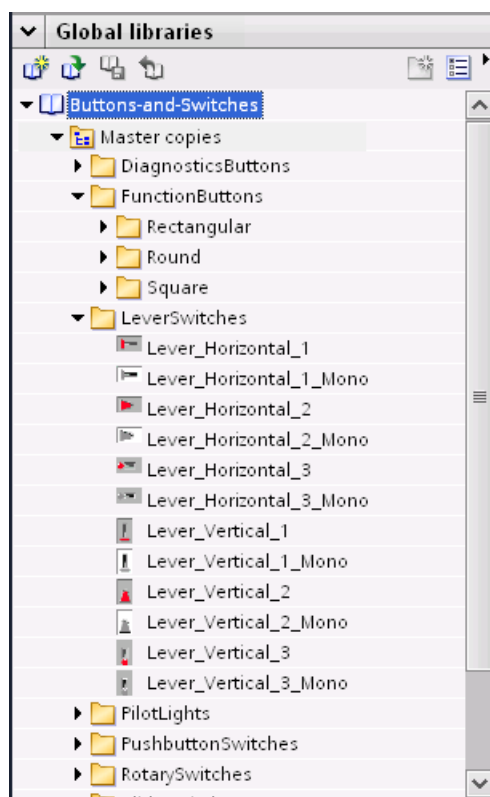 Global libraries
Buttons-and-Switches
Master copies
DiagnosticsButtons
FunctionButtons
Rectangular
Round
Square
LeverSwitches
Lever_Horizontal_1
Lever_Horizontal_1_Mono
Lever_Horizontal_2
Lever_Horizontal_2_Mono
Lever_Horizontal_3
Lever_Horizontal_3_Mono
Lever_Vertical_1
Lever_Vertical_1_Mono
Lever_Vertical_2
Lever_Vertical_2_Mono
Lever_Vertical_3
Lever_Vertical_3_Mono
PilotLights
PushbuttonSwitches
RotarySwitches